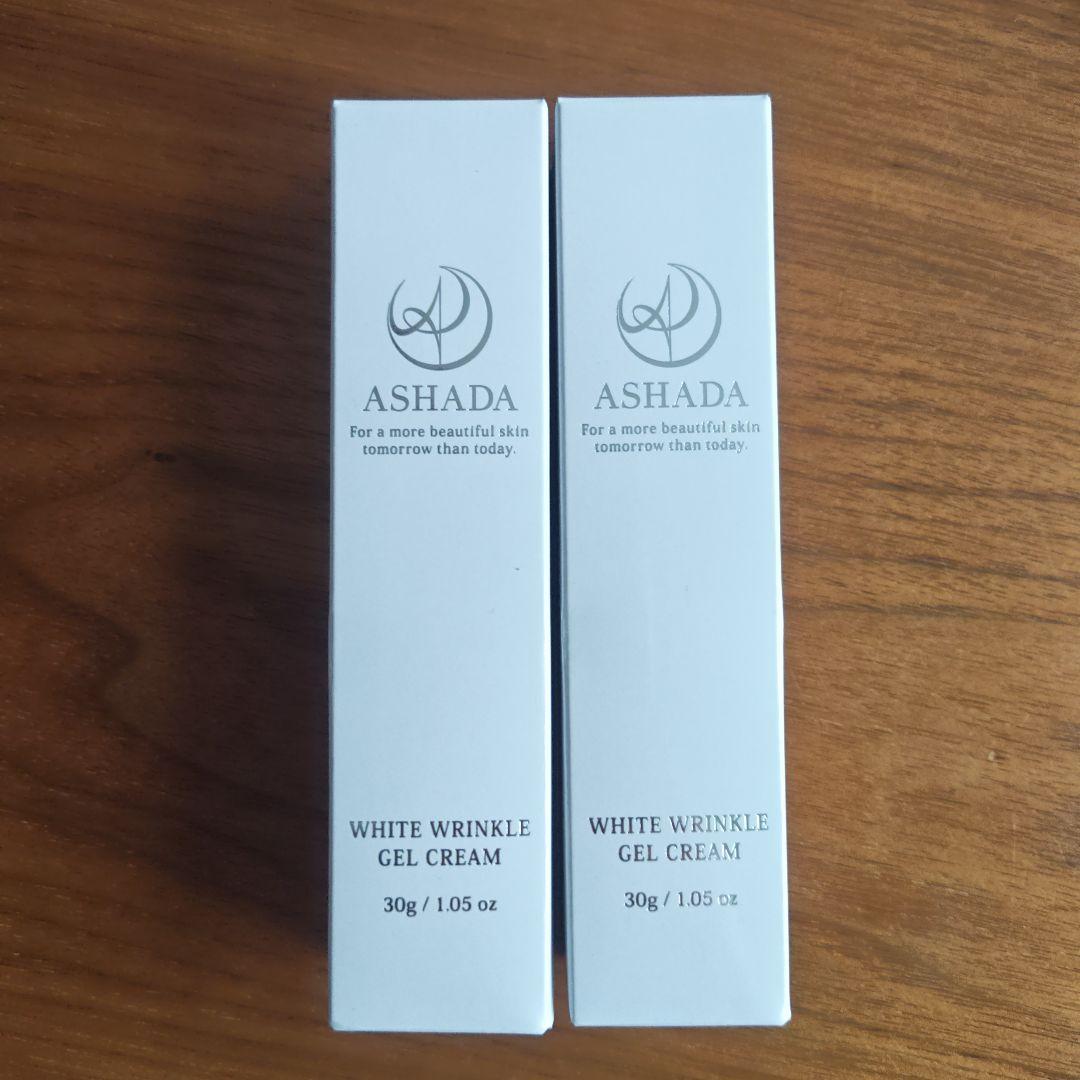 ASHADA
For a more beautiful skin
tomorrow than today.
WHITE WRINKLE
GEL CREAM
30g / 1.05 oz
ASHADA
For a more beautiful skin
tomorrow than today.
WHITE WRINKLE
GEL CREAM
30g / 1.05 oz